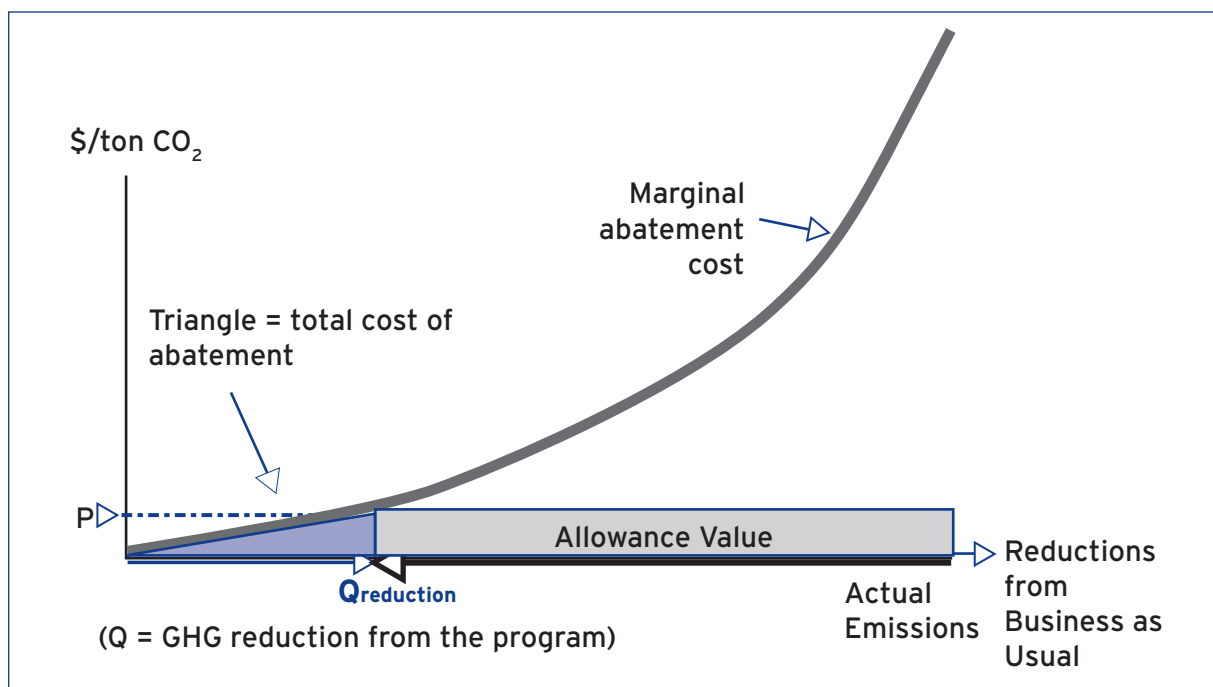 $/ton CO₂
Marginal
abatement
cost
Triangle = total cost of
abatement
P
Allowance Value
Qreduction
Actual
Emissions
Reductions
from
Business as
Usual
(Q = GHG reduction from the program)